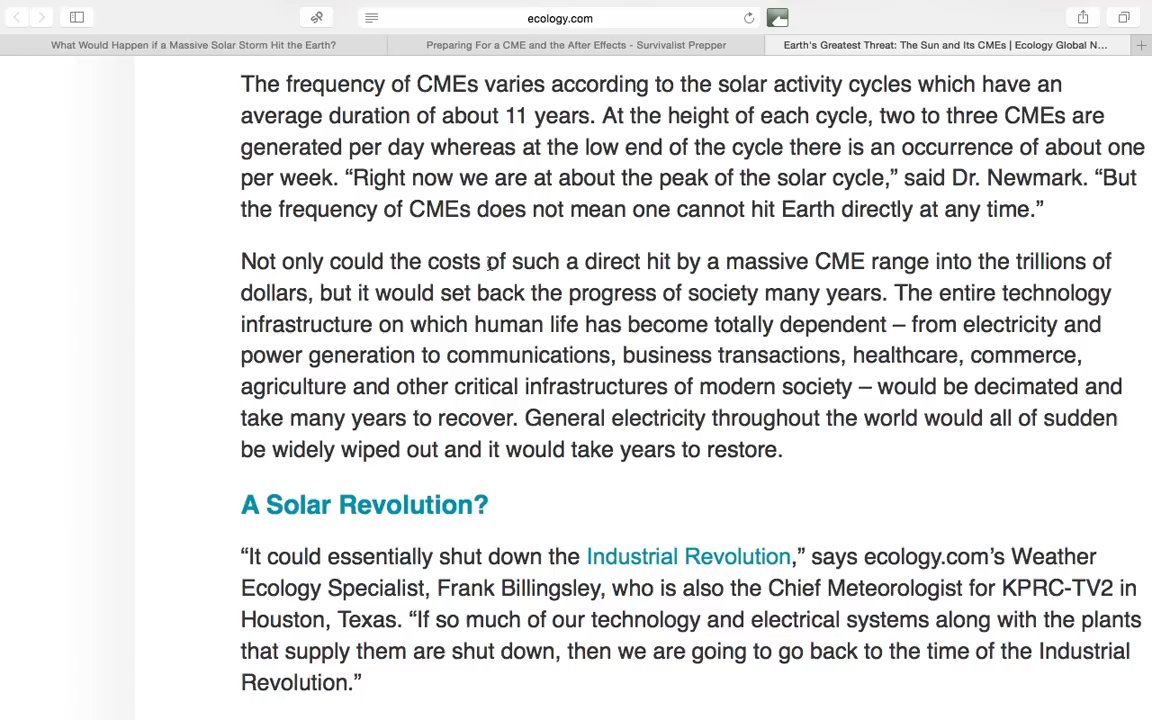 ecology.com
What Would Happen if a Massive Solar Storm Hit the Earth?
Preparing For a CME and the After Effects - Survivalist Prepper
Earth's Greatest Threat: The Sun and Its CMEs | Ecology Global N...
The frequency of CMEs varies according to the solar activity cycles which have an
average duration of about 11 years. At the height of each cycle, two to three CMEs are
generated per day whereas at the low end of the cycle there is an occurrence of about one
per week. “Right now we are at about the peak of the solar cycle,” said Dr. Newmark. “But
the frequency of CMEs does not mean one cannot hit Earth directly at any time.”
Not only could the costs of such a direct hit by a massive CME range into the trillions of
dollars, but it would set back the progress of society many years. The entire technology
infrastructure on which human life has become totally dependent – from electricity and
power generation to communications, business transactions, healthcare, commerce,
agriculture and other critical infrastructures of modern society – would be decimated and
take many years to recover. General electricity throughout the world would all of sudden
be widely wiped out and it would take years to restore.
A Solar Revolution?
“It could essentially shut down the Industrial Revolution,” says ecology.com’s Weather
Ecology Specialist, Frank Billingsley, who is also the Chief Meteorologist for KPRC-TV2 in
Houston, Texas. “If so much of our technology and electrical systems along with the plants
that supply them are shut down, then we are going to go back to the time of the Industrial
Revolution.”